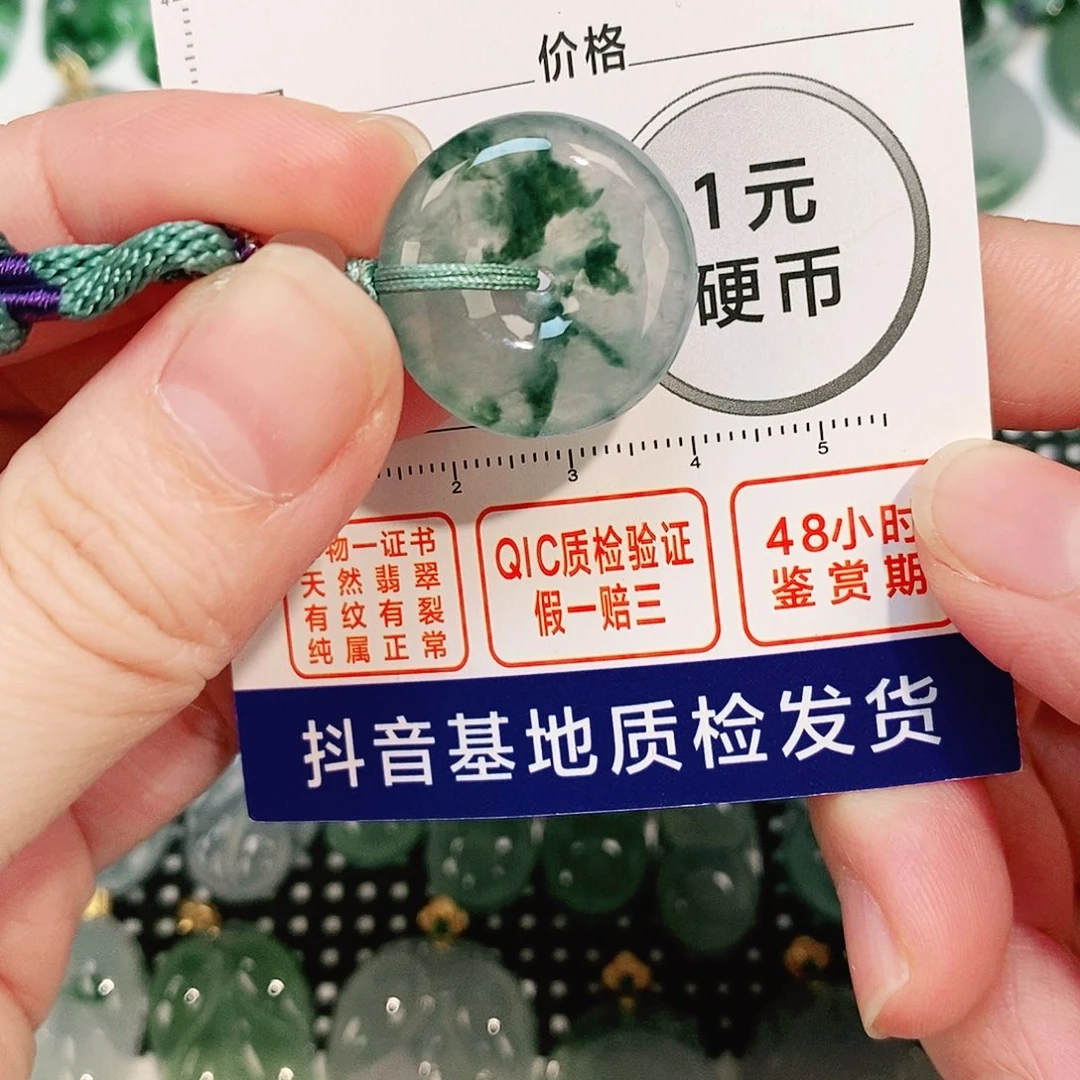 价格
1元
硬币
2 3 4 5
物一证书
天然翡翠
有纹有裂
纯属正常
QIC质检验证
假一赔三
48小时
鉴赏期
抖音基地质检发货